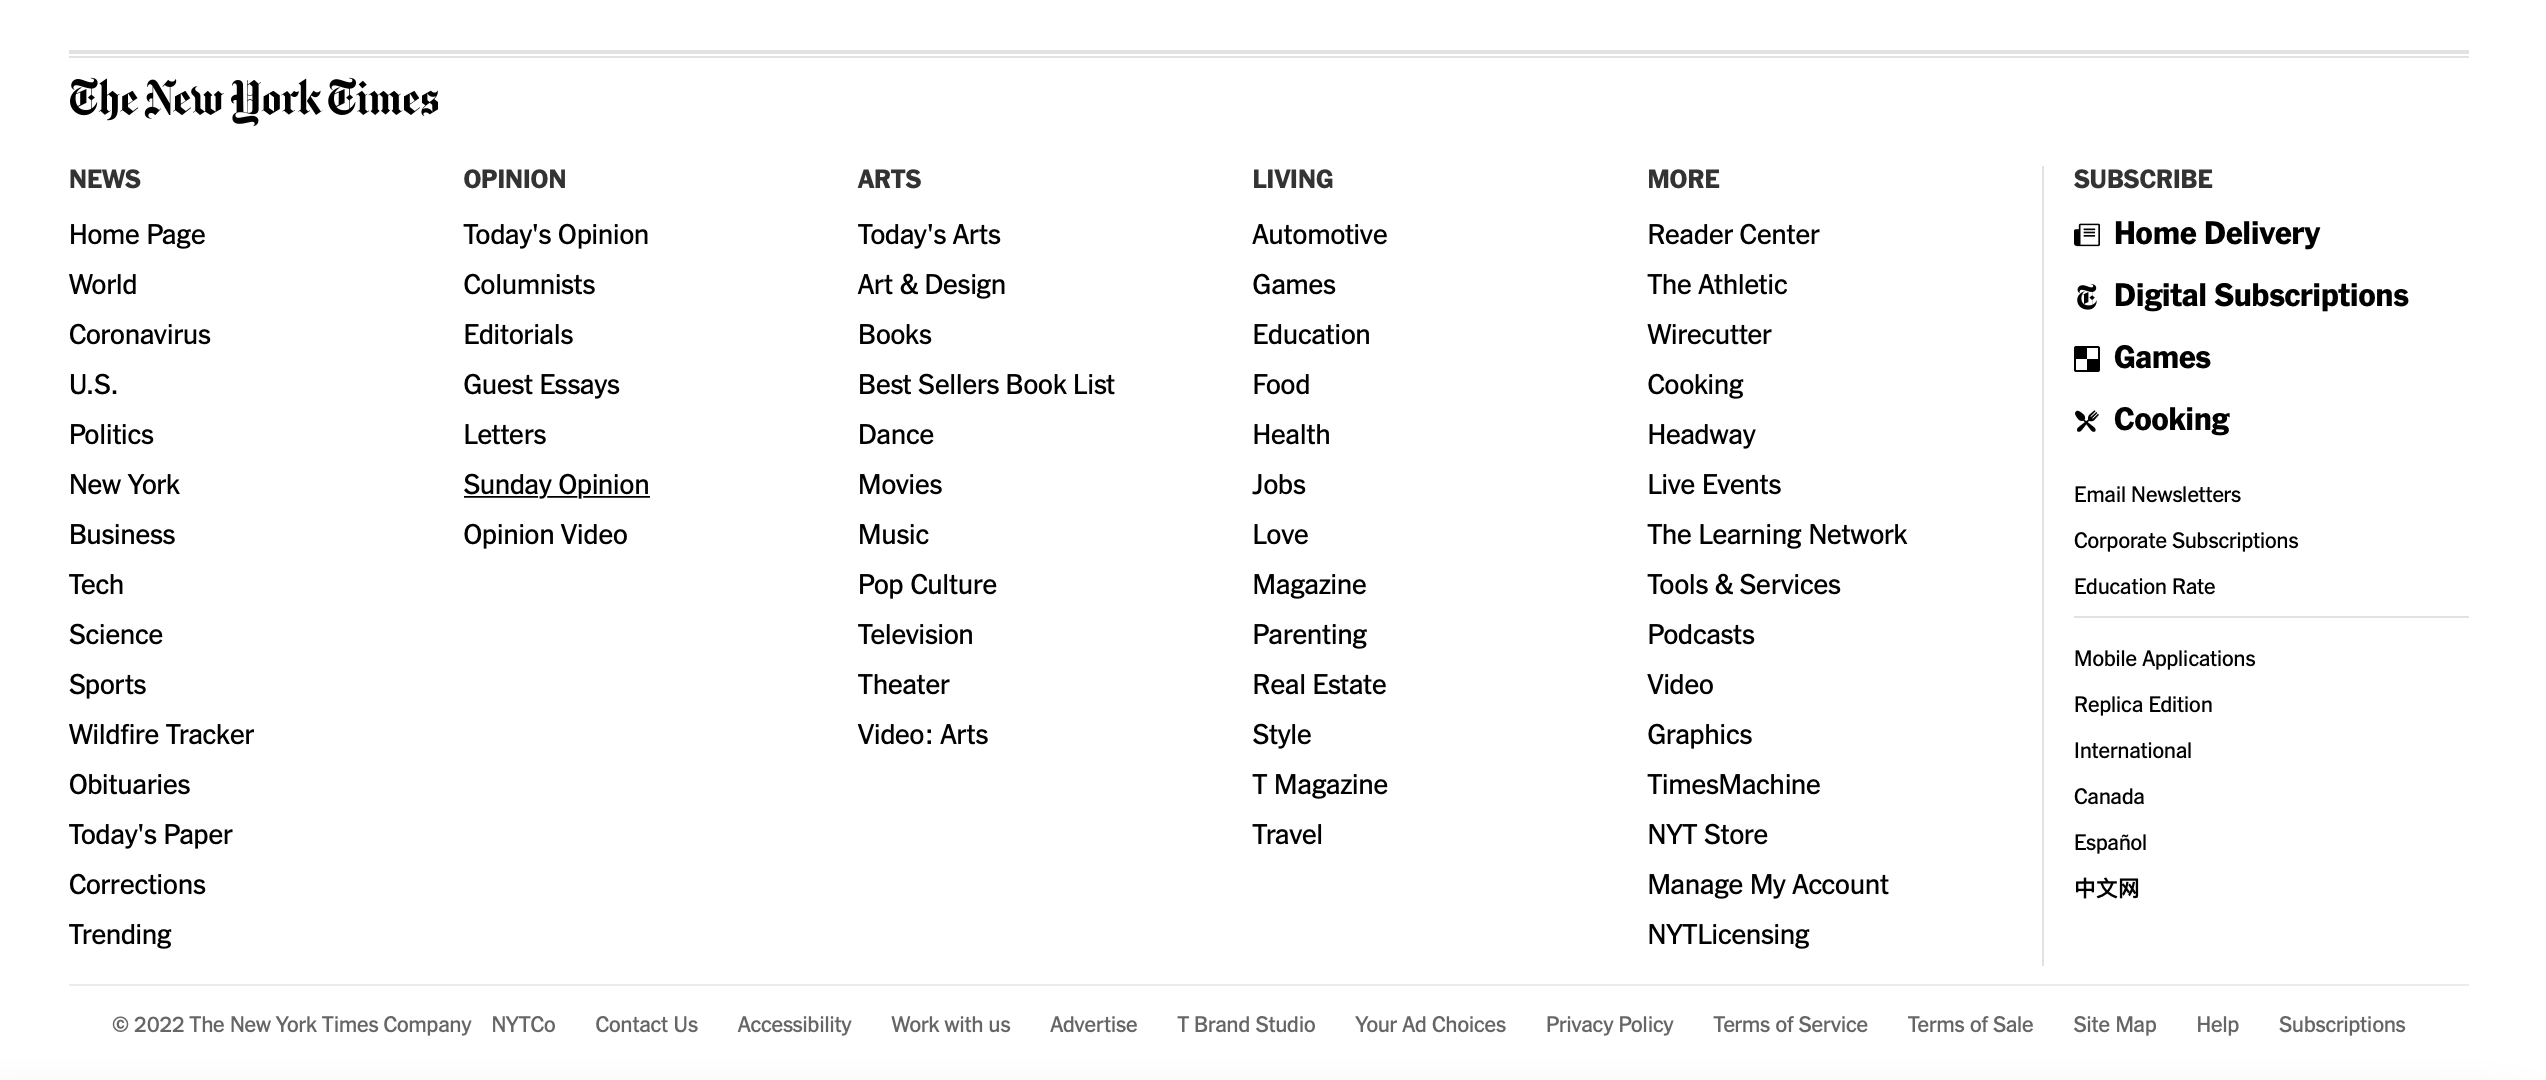 The New York Times
NEWS
Home Page
World
Coronavirus
U.S.
Politics
New York
Business
Tech
Science
Sports
Wildfire Tracker
Obituaries
Today's Paper
Corrections
Trending
OPINION
Today's Opinion
Columnists
Editorials
Guest Essays
Letters
Sunday Opinion
Opinion Video
ARTS
Today's Arts
Art & Design
Books
Best Sellers Book List
Dance
Movies
Music
Pop Culture
Television
Theater
Video: Arts
LIVING
Automotive
Games
Education
Food
Health
Jobs
Love
Magazine
Parenting
Real Estate
Style
T Magazine
Travel
MORE
Reader Center
The Athletic
Wirecutter
Cooking
Headway
Live Events
The Learning Network
Tools & Services
Podcasts
Video
Graphics
TimesMachine
NYT Store
Manage My Account
NYTLicensing
SUBSCRIBE
Home Delivery
T Digital Subscriptions
Games
Cooking
Email Newsletters
Corporate Subscriptions
Education Rate
Mobile Applications
Replica Edition
International
Canada
Español
中文网
© 2022 The New York Times Company NYTCo Contact Us Accessibility Work with us Advertise T Brand Studio Your Ad Choices Privacy Policy Terms of Service Terms of Sale Site Map Help Subscriptions